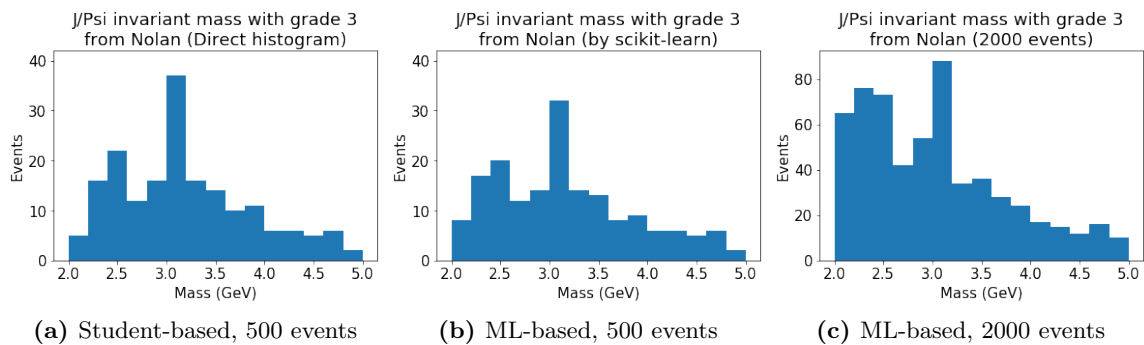 J/Psi invariant mass with grade 3
from Nolan (Direct histogram)
40
30
20
10
0
Events
2.0 2.5 3.0 3.5 4.0 4.5 5.0
Mass (GeV)
(a) Student-based, 500 events
J/Psi invariant mass with grade 3
from Nolan (by scikit-learn)
40
30
20
10
0
Events
2.0 2.5 3.0 3.5 4.0 4.5 5.0
Mass (GeV)
(b) ML-based, 500 events
J/Psi invariant mass with grade 3
from Nolan (2000 events)
80
60
40
20
0
Events
2.0 2.5 3.0 3.5 4.0 4.5 5.0
Mass (GeV)
(c) ML-based, 2000 events